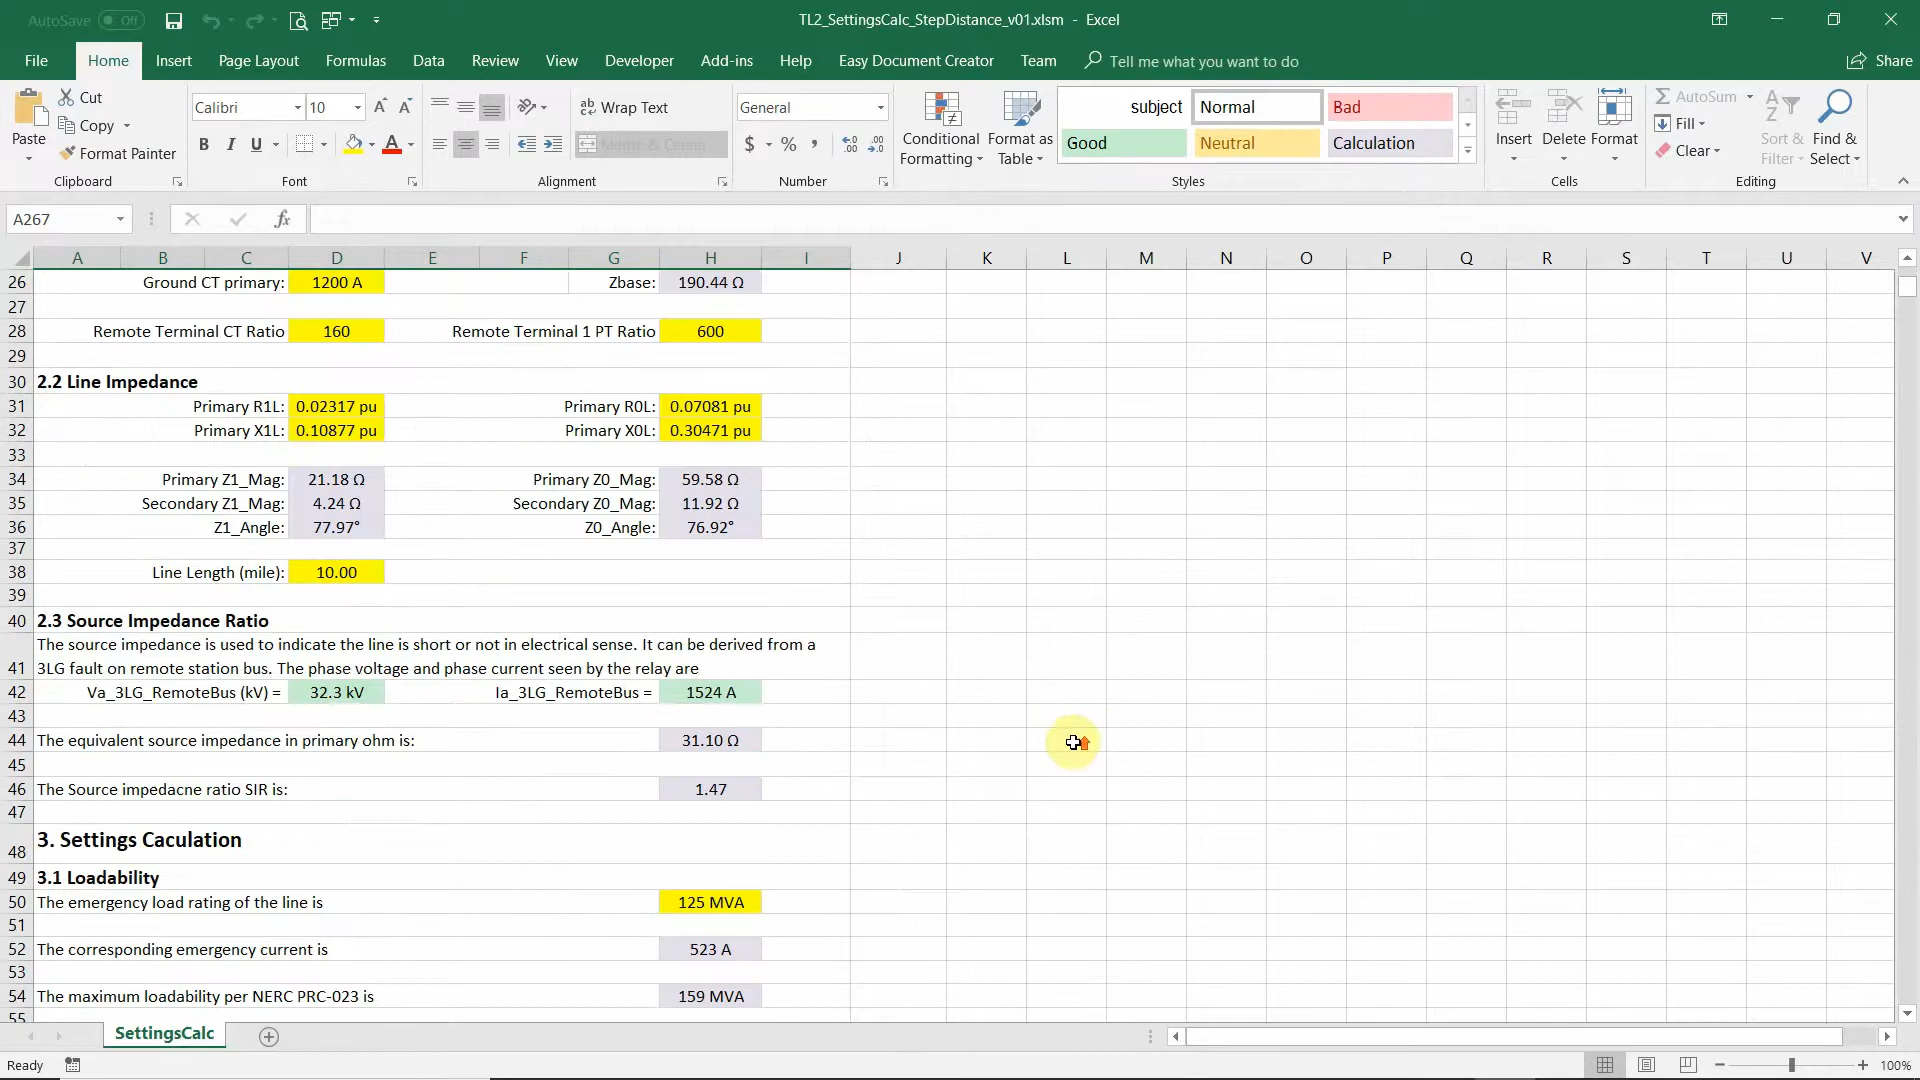 AutoSave Off
TL2_SettingsCalc_StepDistance_v01.xlsm - Excel
File Home Insert Page Layout Formulas Data Review View Developer Add-ins Help Easy Document Creator Team Tell me what you want to do Share
Paste
Cut
Copy
Format Painter
Clipboard
Calibri 10
B I U
Font
Wrap Text
Merge & Center
Alignment
General
$ %
Number
Conditional Formatting
Format as Table
subject Normal Bad
Good Neutral Calculation
Styles
Insert Delete Format
Cells
AutoSum
Fill
Clear
Sort & Filter
Find & Select
Editing
A267 fx
A B C D E F G H I J K L M N O P Q R S T U V
26 Ground CT primary: 1200 A Zbase: 190.44 Ω
27
28 Remote Terminal CT Ratio 160 Remote Terminal 1 PT Ratio 600
29
30 2.2 Line Impedance
31 Primary R1L: 0.02317 pu Primary R0L: 0.07081 pu
32 Primary X1L: 0.10877 pu Primary X0L: 0.30471 pu
33
34 Primary Z1_Mag: 21.18 Ω Primary Z0_Mag: 59.58 Ω
35 Secondary Z1_Mag: 4.24 Ω Secondary Z0_Mag: 11.92 Ω
36 Z1_Angle: 77.97° Z0_Angle: 76.92°
37
38 Line Length (mile): 10.00
39
40 2.3 Source Impedance Ratio
The source impedance is used to indicate the line is short or not in electrical sense. It can be derived from a
41 3LG fault on remote station bus. The phase voltage and phase current seen by the relay are
42 Va_3LG_RemoteBus (kV) = 32.3 kV Ia_3LG_RemoteBus = 1524 A
43
44 The equivalent source impedance in primary ohm is: 31.10 Ω
45
46 The Source impedacne ratio SIR is: 1.47
47
48 3. Settings Caculation
49 3.1 Loadability
50 The emergency load rating of the line is 125 MVA
51
52 The corresponding emergency current is 523 A
53
54 The maximum loadability per NERC PRC-023 is 159 MVA
55
SettingsCalc
Ready 100%